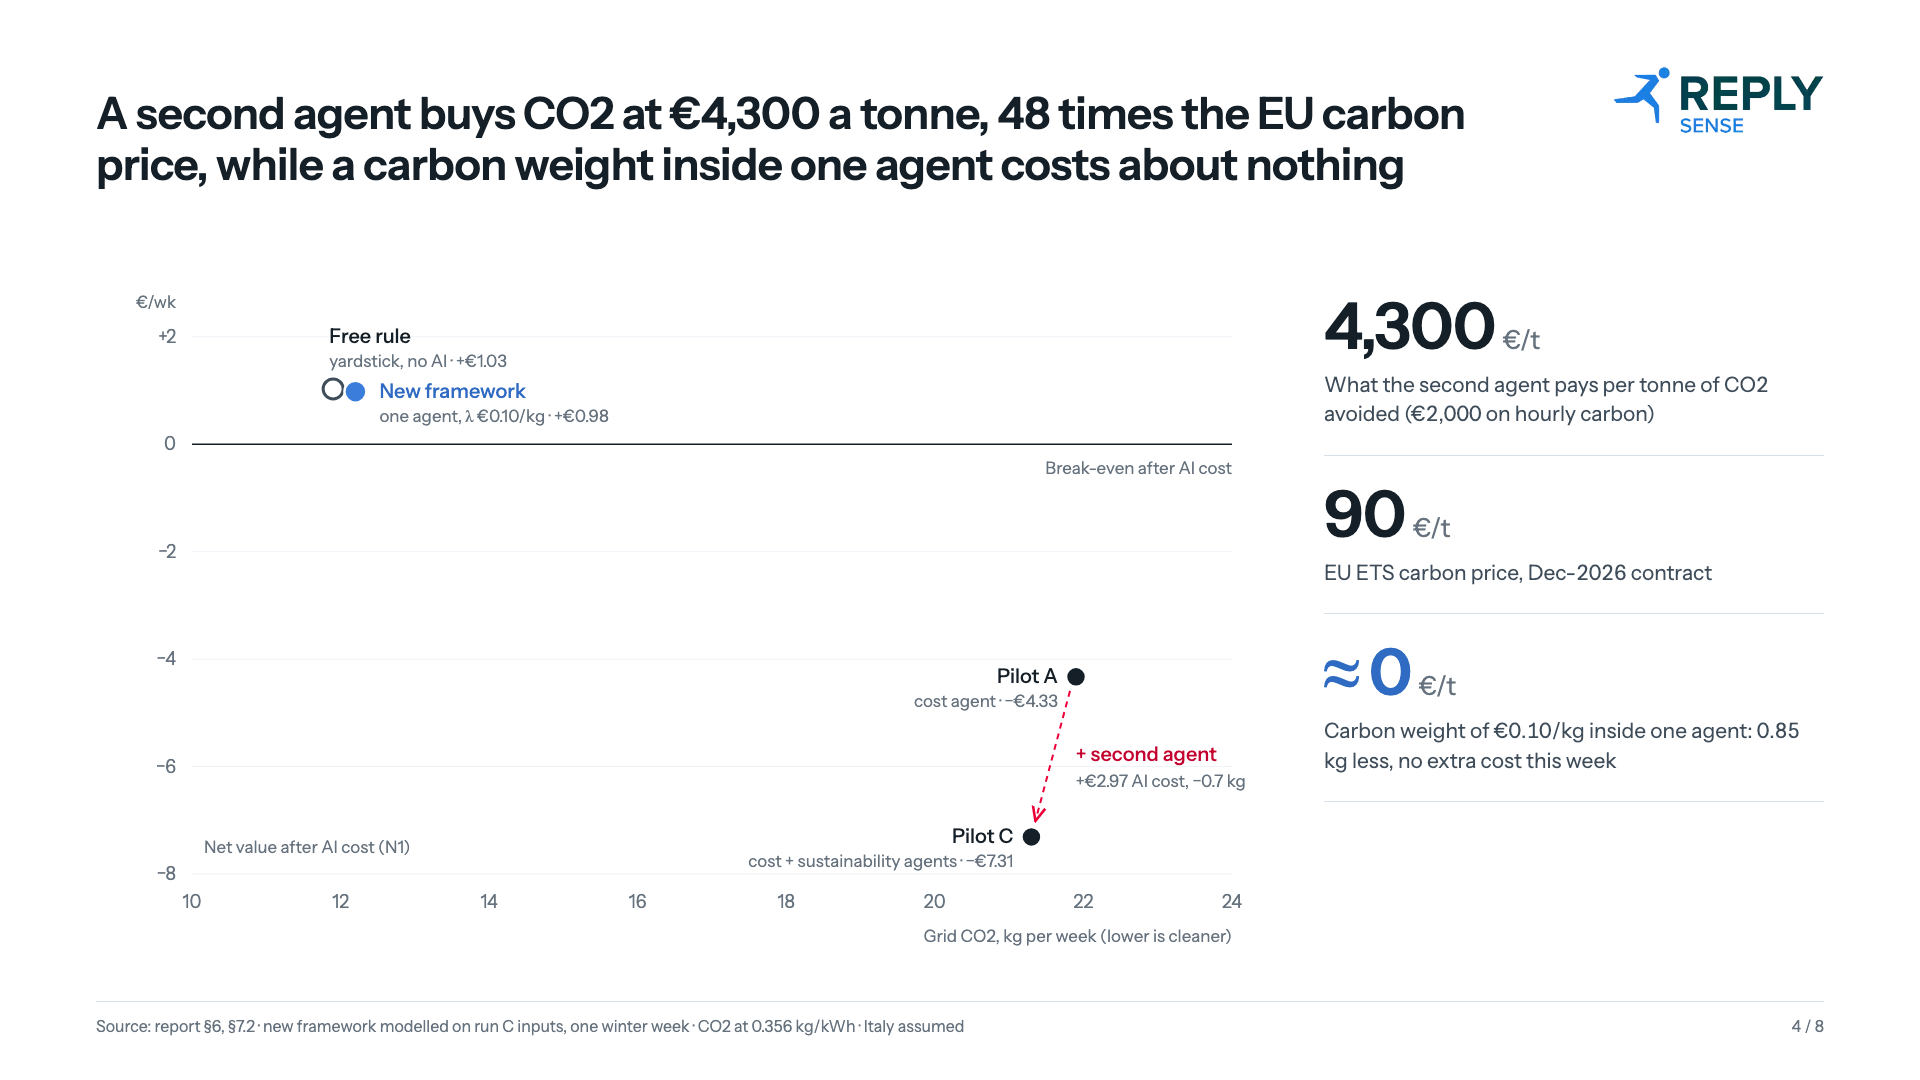 A second agent buys CO2 at €4,300 a tonne, 48 times the EU carbon
price, while a carbon weight inside one agent costs about nothing
REPLY
SENSE
€/wk
+2
Free rule
yardstick, no AI · +€1.03
New framework
one agent, λ €0.10/kg · +€0.98
0
Break-even after AI cost
−2
−4
Pilot A
cost agent · −€4.33
+ second agent
+€2.97 AI cost, −0.7 kg
−6
Pilot C
cost + sustainability agents · −€7.31
Net value after AI cost (N1)
−8
10 12 14 16 18 20 22 24
Grid CO2, kg per week (lower is cleaner)
4,300 €/t
What the second agent pays per tonne of CO2
avoided (€2,000 on hourly carbon)
90 €/t
EU ETS carbon price, Dec-2026 contract
≈ 0 €/t
Carbon weight of €0.10/kg inside one agent: 0.85
kg less, no extra cost this week
Source: report §6, §7.2 · new framework modelled on run C inputs, one winter week · CO2 at 0.356 kg/kWh · Italy assumed
4 / 8